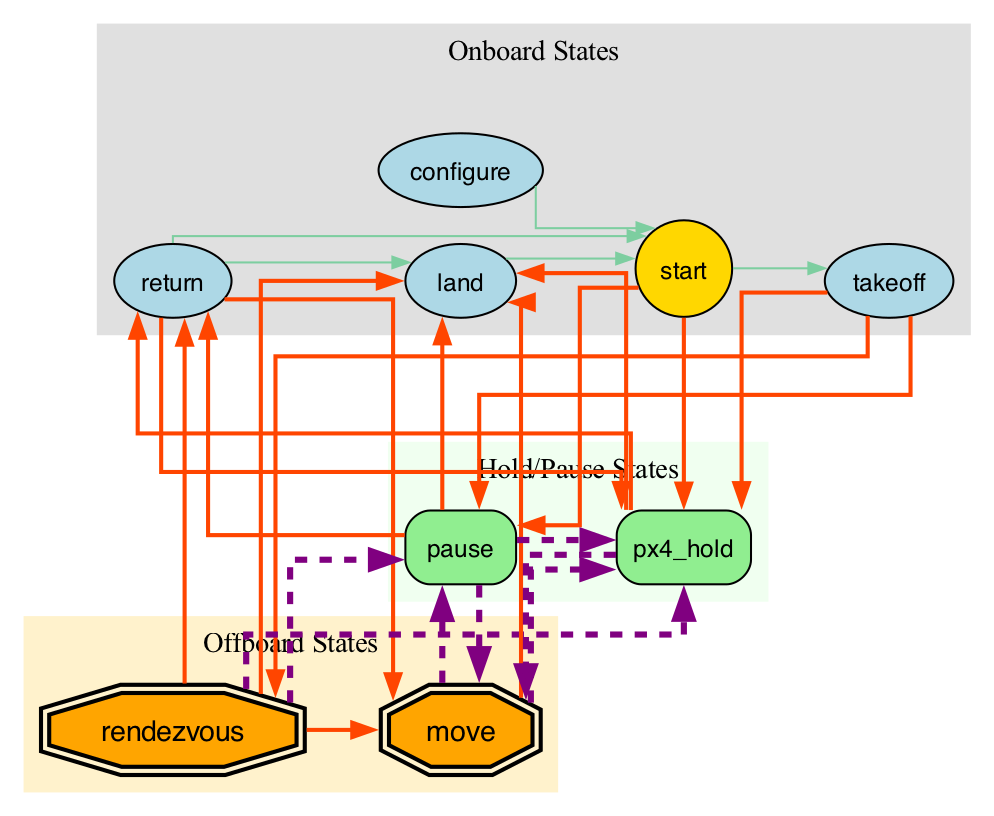 Onboard States
configure
start
return
land
takeoff
Hold/Pause States
pause
px4_hold
Offboard States
rendezvous
move